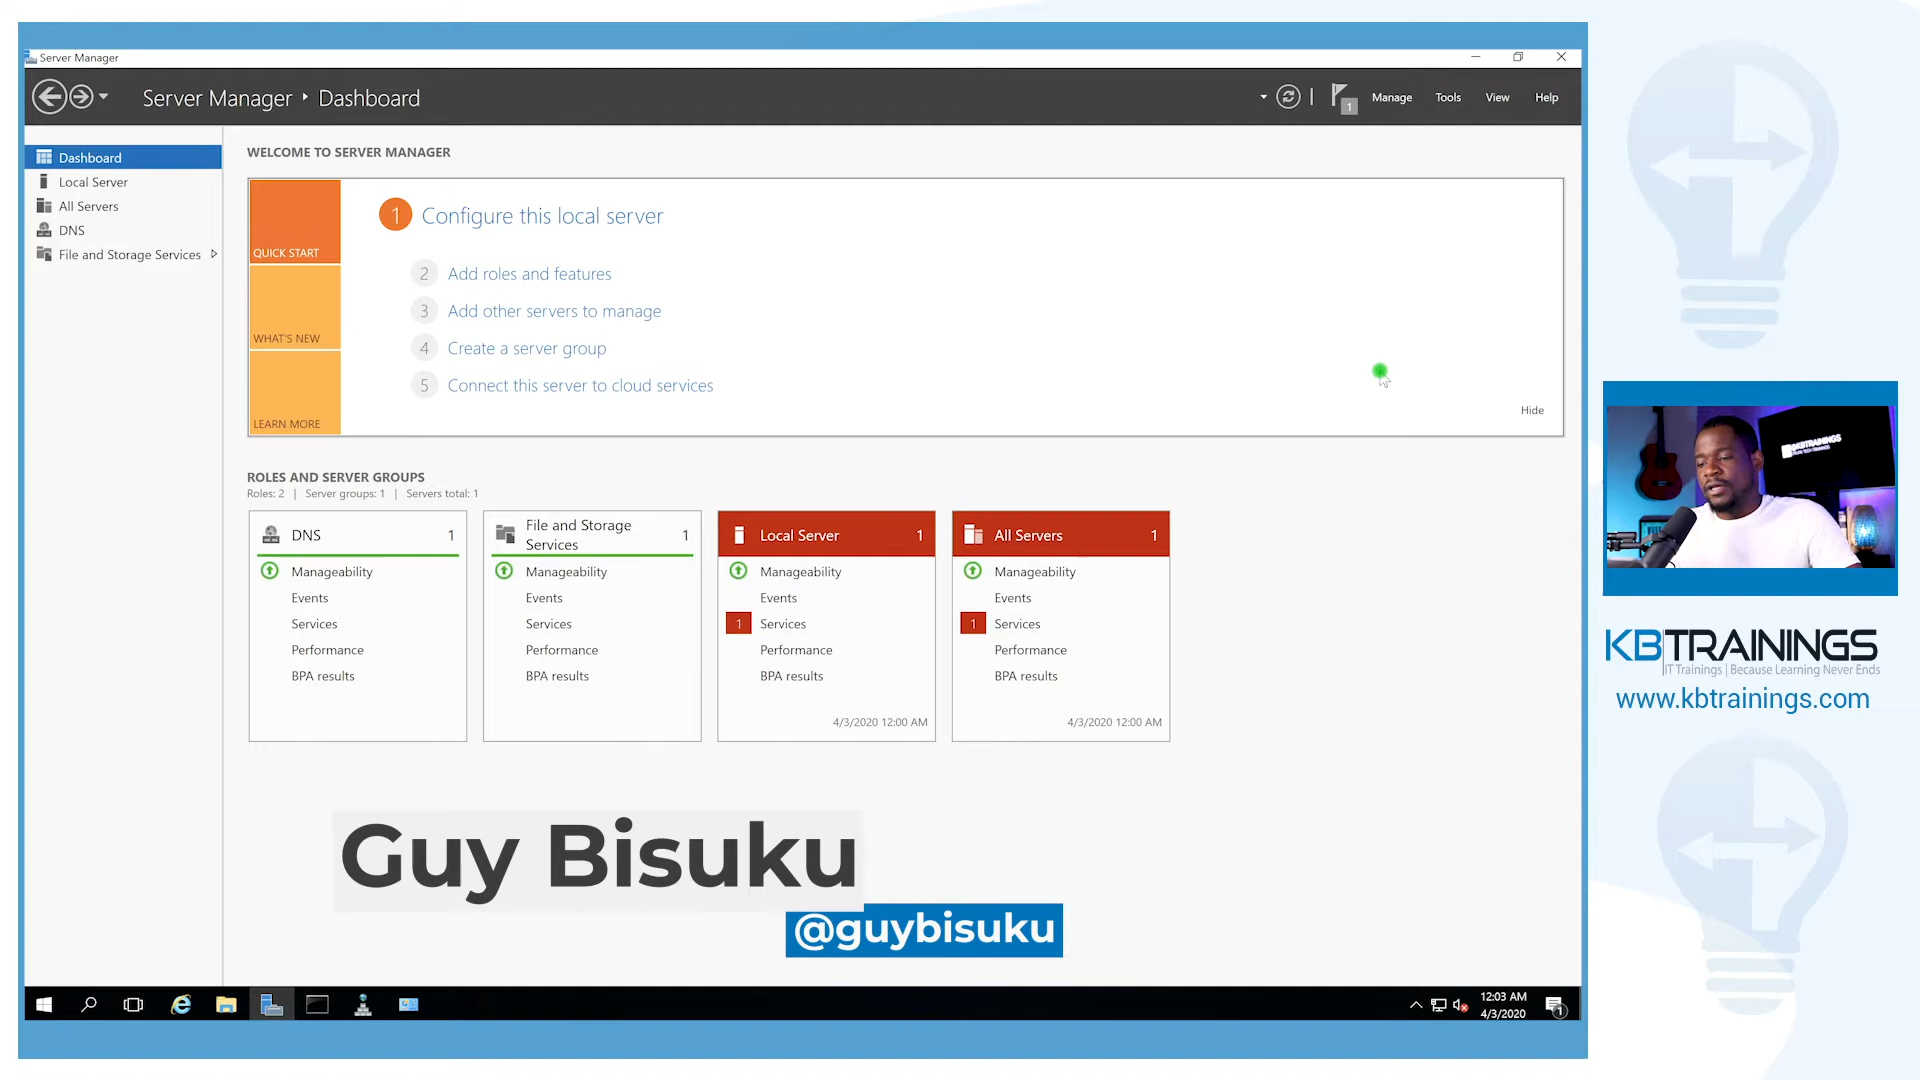 Server Manager
Server Manager ‣ Dashboard
1
Manage
Tools
View
Help
Dashboard
Local Server
All Servers
DNS
File and Storage Services
WELCOME TO SERVER MANAGER
QUICK START
WHAT'S NEW
LEARN MORE
1 Configure this local server
2 Add roles and features
3 Add other servers to manage
4 Create a server group
5 Connect this server to cloud services
Hide
ROLES AND SERVER GROUPS
Roles: 2 | Server groups: 1 | Servers total: 1
DNS 1
Manageability
Events
Services
Performance
BPA results
File and Storage
Services 1
Manageability
Events
Services
Performance
BPA results
Local Server 1
Manageability
Events
1 Services
Performance
BPA results
4/3/2020 12:00 AM
All Servers 1
Manageability
Events
1 Services
Performance
BPA results
4/3/2020 12:00 AM
Guy Bisuku
@guybisuku
12:03 AM
4/3/2020
1
KBTRAININGS
KBTRAININGS
IT Trainings | Because Learning Never Ends
www.kbtrainings.com